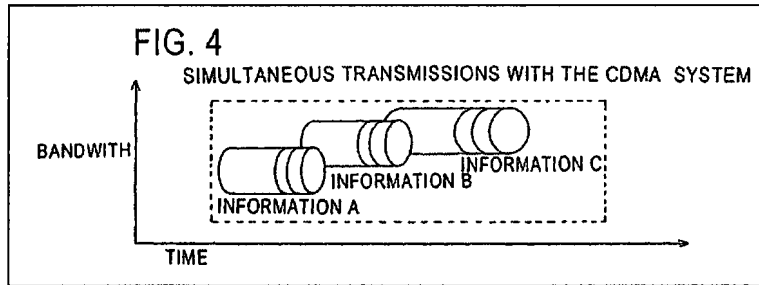 FIG. 4
SIMULTANEOUS TRANSMISSIONS WITH THE CDMA SYSTEM
BANDWITH
INFORMATION C
INFORMATION B
INFORMATION A
TIME